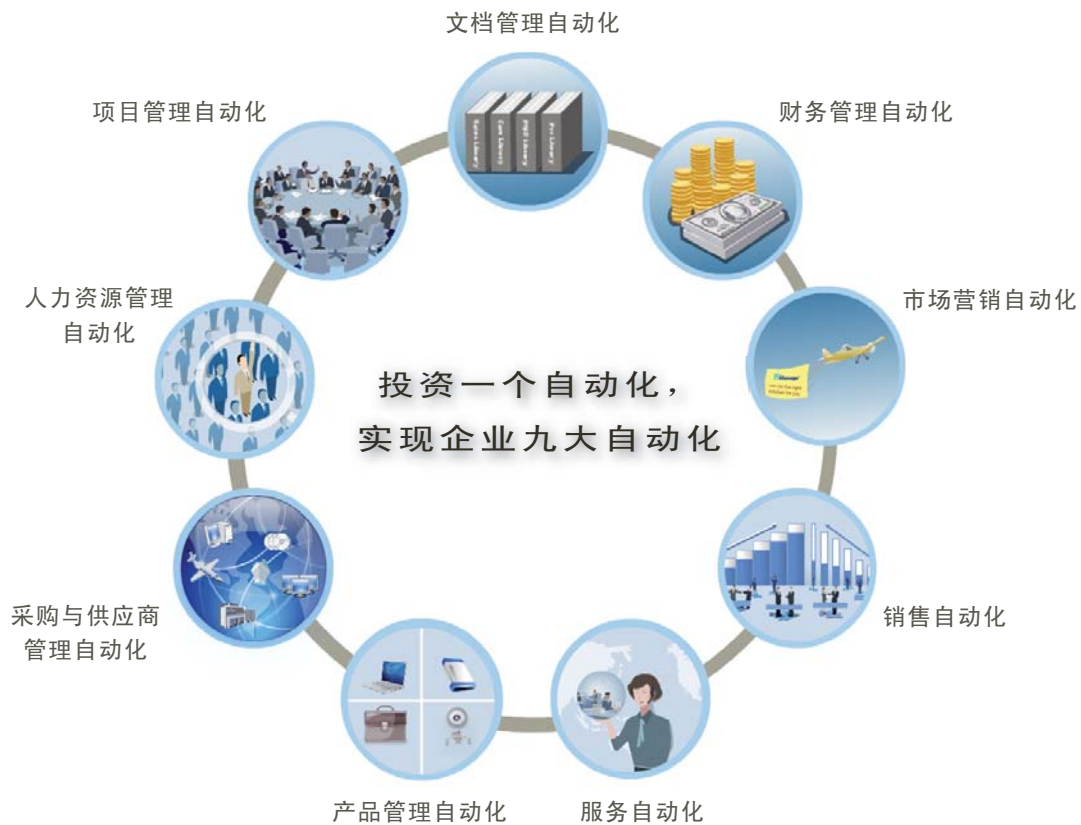 文档管理自动化
项目管理自动化
财务管理自动化
人力资源管理
自动化
市场营销自动化
投资一个自动化，
实现企业九大自动化
采购与供应商
管理自动化
销售自动化
产品管理自动化
服务自动化